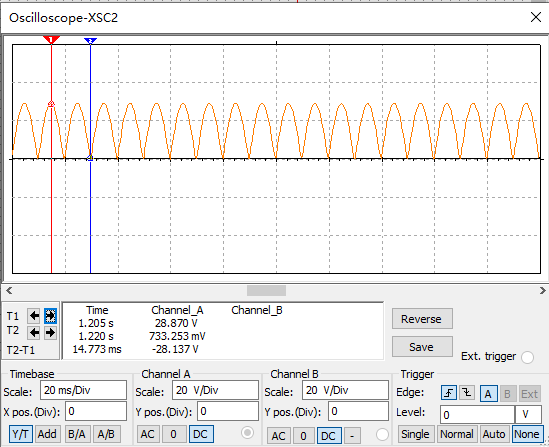 Oscilloscope-XSC2
1 2
Time Channel_A Channel_B
T1 1.205 s 28.870 V
T2 1.220 s 733.253 mV
T2-T1 14.773 ms -28.137 V
Reverse
Save
Ext. trigger
Timebase Channel A Channel B Trigger
Scale: 20 ms/Div Scale: 20 V/Div Scale: 20 V/Div Edge: A B Ext
X pos.(Div): 0 Y pos.(Div): 0 Y pos.(Div): 0 Level: 0 V
Y/T Add B/A A/B AC 0 DC AC 0 DC - Single Normal Auto None